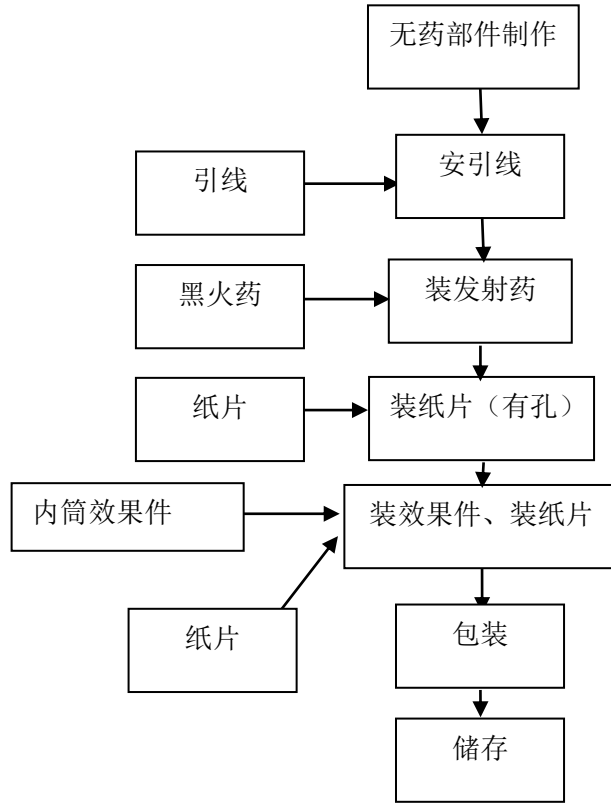 无药部件制作
引线
安引线
黑火药
装发射药
纸片
装纸片（有孔）
内筒效果件
装效果件、装纸片
纸片
包装
储存